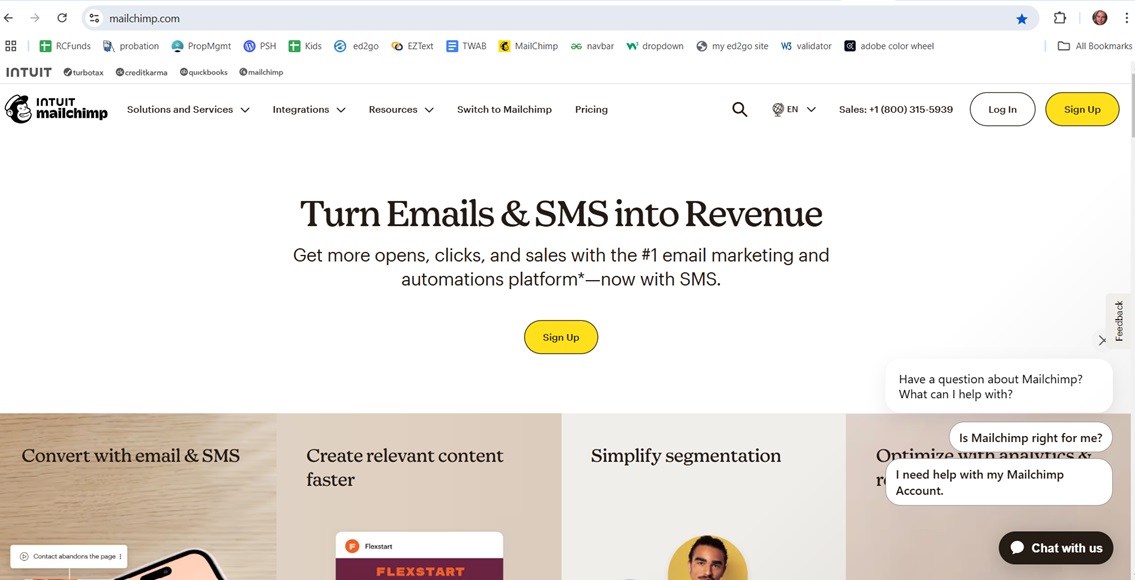 mailchimp.com
RCFunds probation PropMgmt PSH Kids ed2go EZText TWAB MailChimp navbar dropdown my ed2go site W3 validator adobe color wheel All Bookmarks
INTUIT turbotax creditkarma quickbooks mailchimp
INTUIT
mailchimp
Solutions and Services Integrations Resources Switch to Mailchimp Pricing EN Sales: +1 (800) 315-5939 Log In Sign Up
Turn Emails & SMS into Revenue
Get more opens, clicks, and sales with the #1 email marketing and
automations platform*—now with SMS.
Sign Up
Feedback
Have a question about Mailchimp?
What can I help with?
Is Mailchimp right for me?
I need help with my Mailchimp
Account.
Chat with us
Convert with email & SMS
Contact abandons the page
Create relevant content
faster
Flexstart
FLEXSTART
Simplify segmentation
Optimize with analytics &